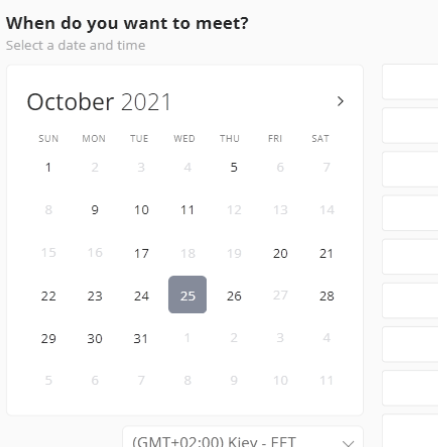 When do you want to meet?
Select a date and time
October 2021
SUN MON TUE WED THU FRI SAT
1 2 3 4 5 6 7
8 9 10 11 12 13 14
15 16 17 18 19 20 21
22 23 24 25 26 27 28
29 30 31 1 2 3 4
5 6 7 8 9 10 11
(GMT+02:00) Kiev - EET